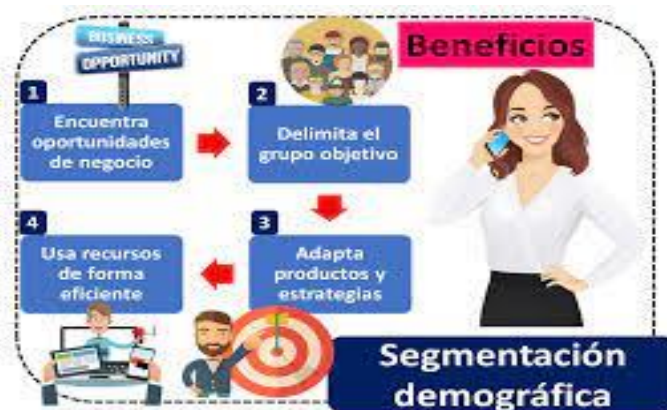 BUSINESS
OPPORTUNITY
Beneficios
1
Encuentra
oportunidades
de negocio
2
Delimita el
grupo objetivo
3
Adapta
productos y
estrategias
4
Usa recursos
de forma
eficiente
Segmentación
demográfica